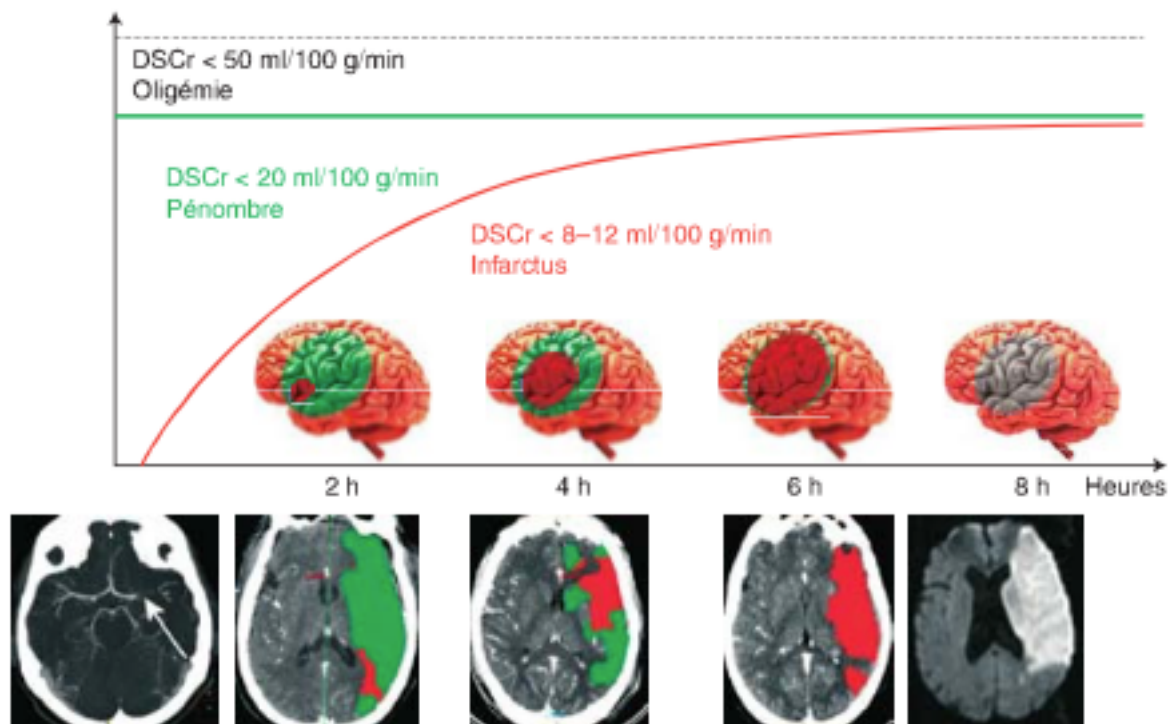 DSCr < 50 ml/100 g/min
Oligémie
DSCr < 20 ml/100 g/min
Pénombre
DSCr < 8–12 ml/100 g/min
Infarctus
2 h
4 h
6 h
8 h
Heures